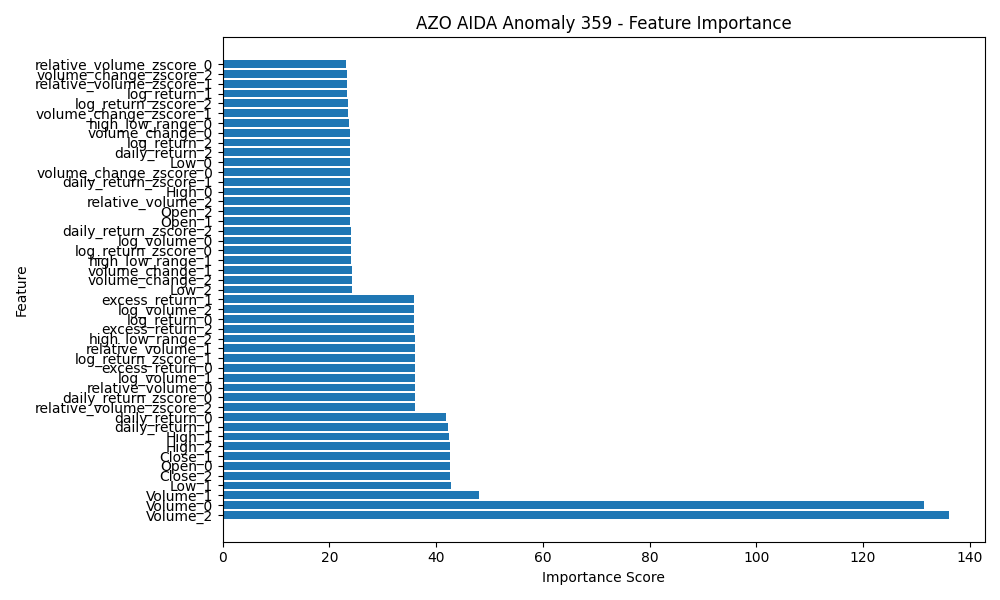 AZO AIDA Anomaly 359 - Feature Importance
relative_volume_zscore_0
volume_change_zscore_2
relative_volume_zscore_1
log_return_1
log_return_zscore_2
volume_change_zscore_1
high_low_range_0
volume_change_0
log_return_2
daily_return_2
Low_0
volume_change_zscore_0
daily_return_zscore_1
High_0
relative_volume_2
Open_2
Open_1
daily_return_zscore_2
log_volume_0
log_return_zscore_0
high_low_range_1
volume_change_1
volume_change_2
Low_2
excess_return_1
log_volume_2
log_return_0
excess_return_2
high_low_range_2
relative_volume_1
log_return_zscore_1
excess_return_0
log_volume_1
relative_volume_0
daily_return_zscore_0
relative_volume_zscore_2
daily_return_0
daily_return_1
High_1
High_2
Close_1
Open_0
Close_2
Low_1
Volume_1
Volume_0
Volume_2
Feature
0 20 40 60 80 100 120 140
Importance Score